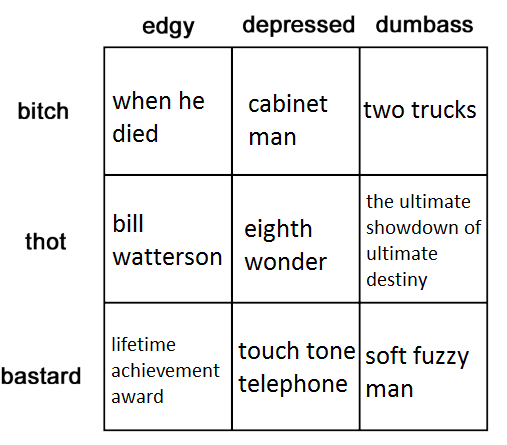 edgy depressed dumbass
bitch
when he
died
cabinet
man
two trucks
thot
bill
watterson
eighth
wonder
the ultimate
showdown of
ultimate
destiny
bastard
lifetime
achievement
award
touch tone
telephone
soft fuzzy
man